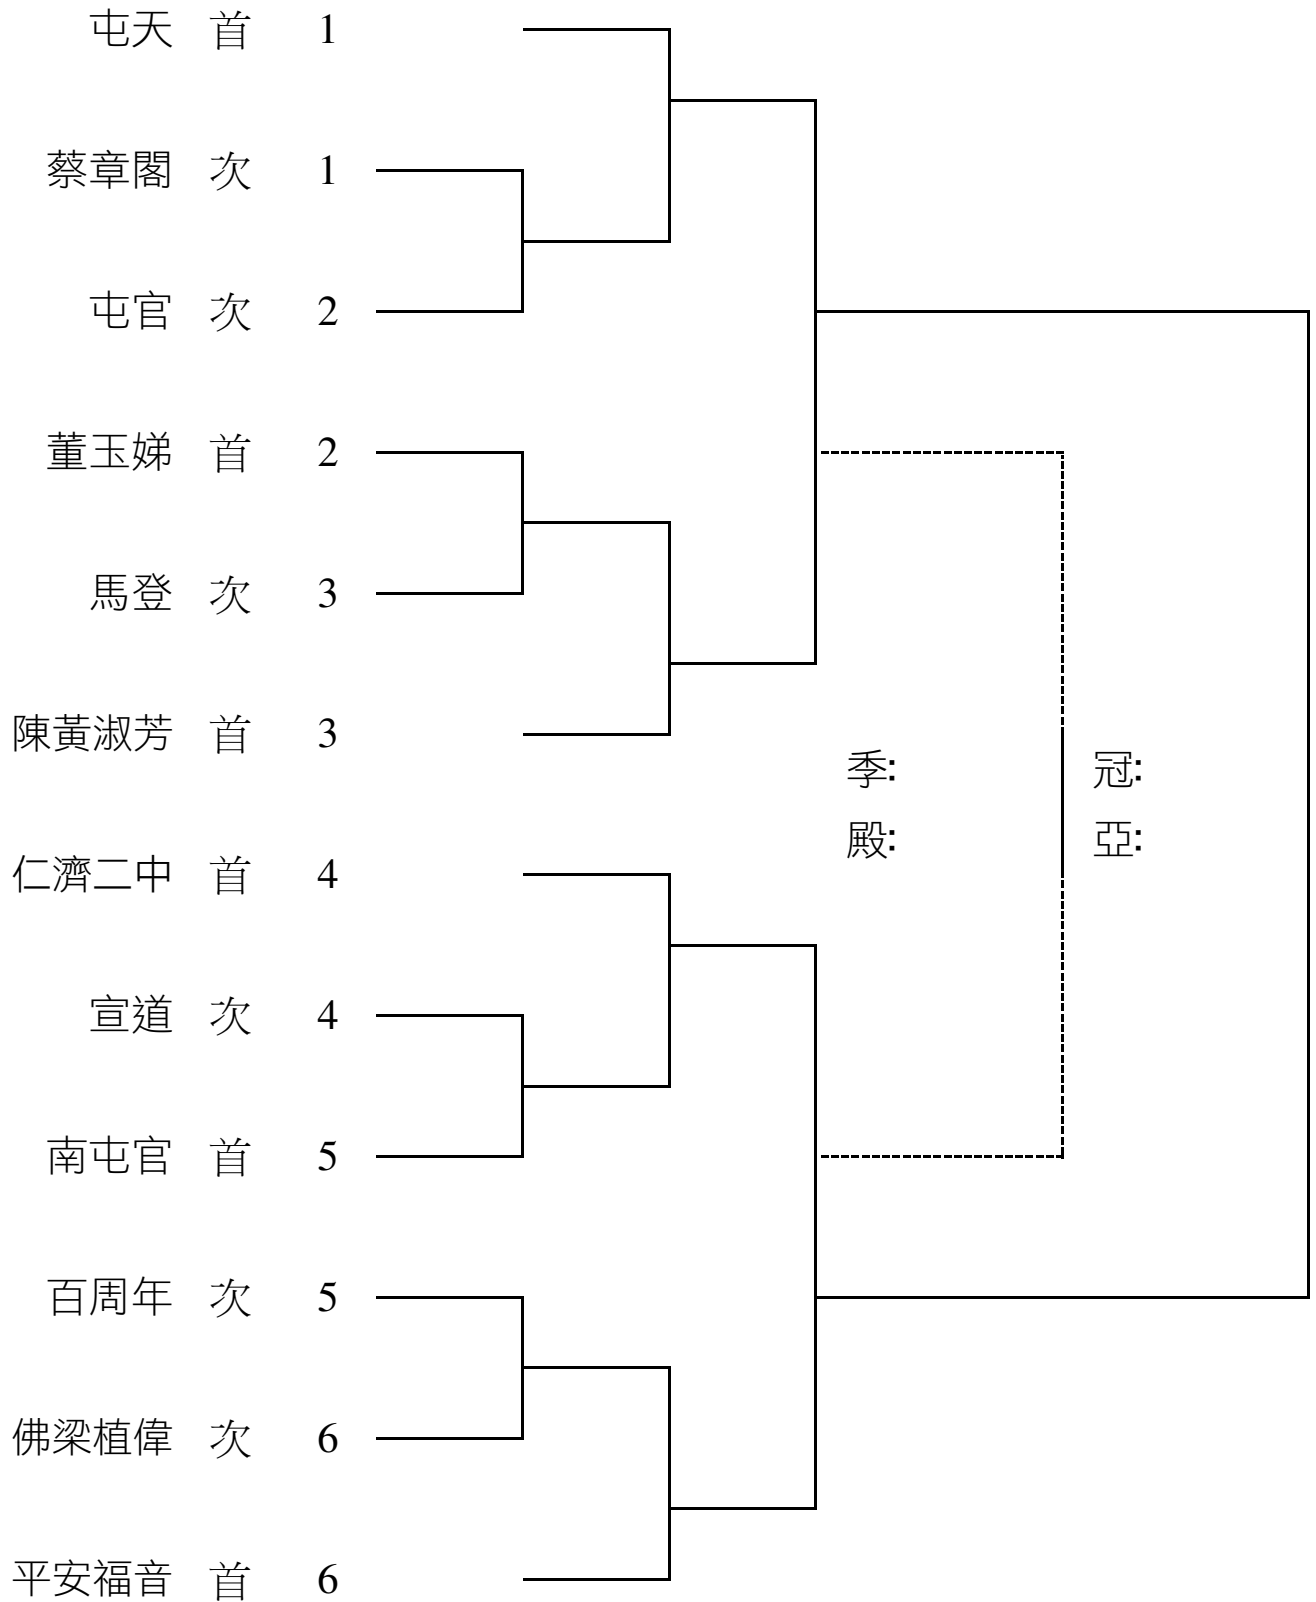 屯天 首 1
蔡章閣 次 1
屯官 次 2
董玉娣 首 2
馬登 次 3
陳黃淑芳 首 3
季: 冠:
殿: 亞:
仁濟二中 首 4
宣道 次 4
南屯官 首 5
百周年 次 5
佛梁植偉 次 6
平安福音 首 6